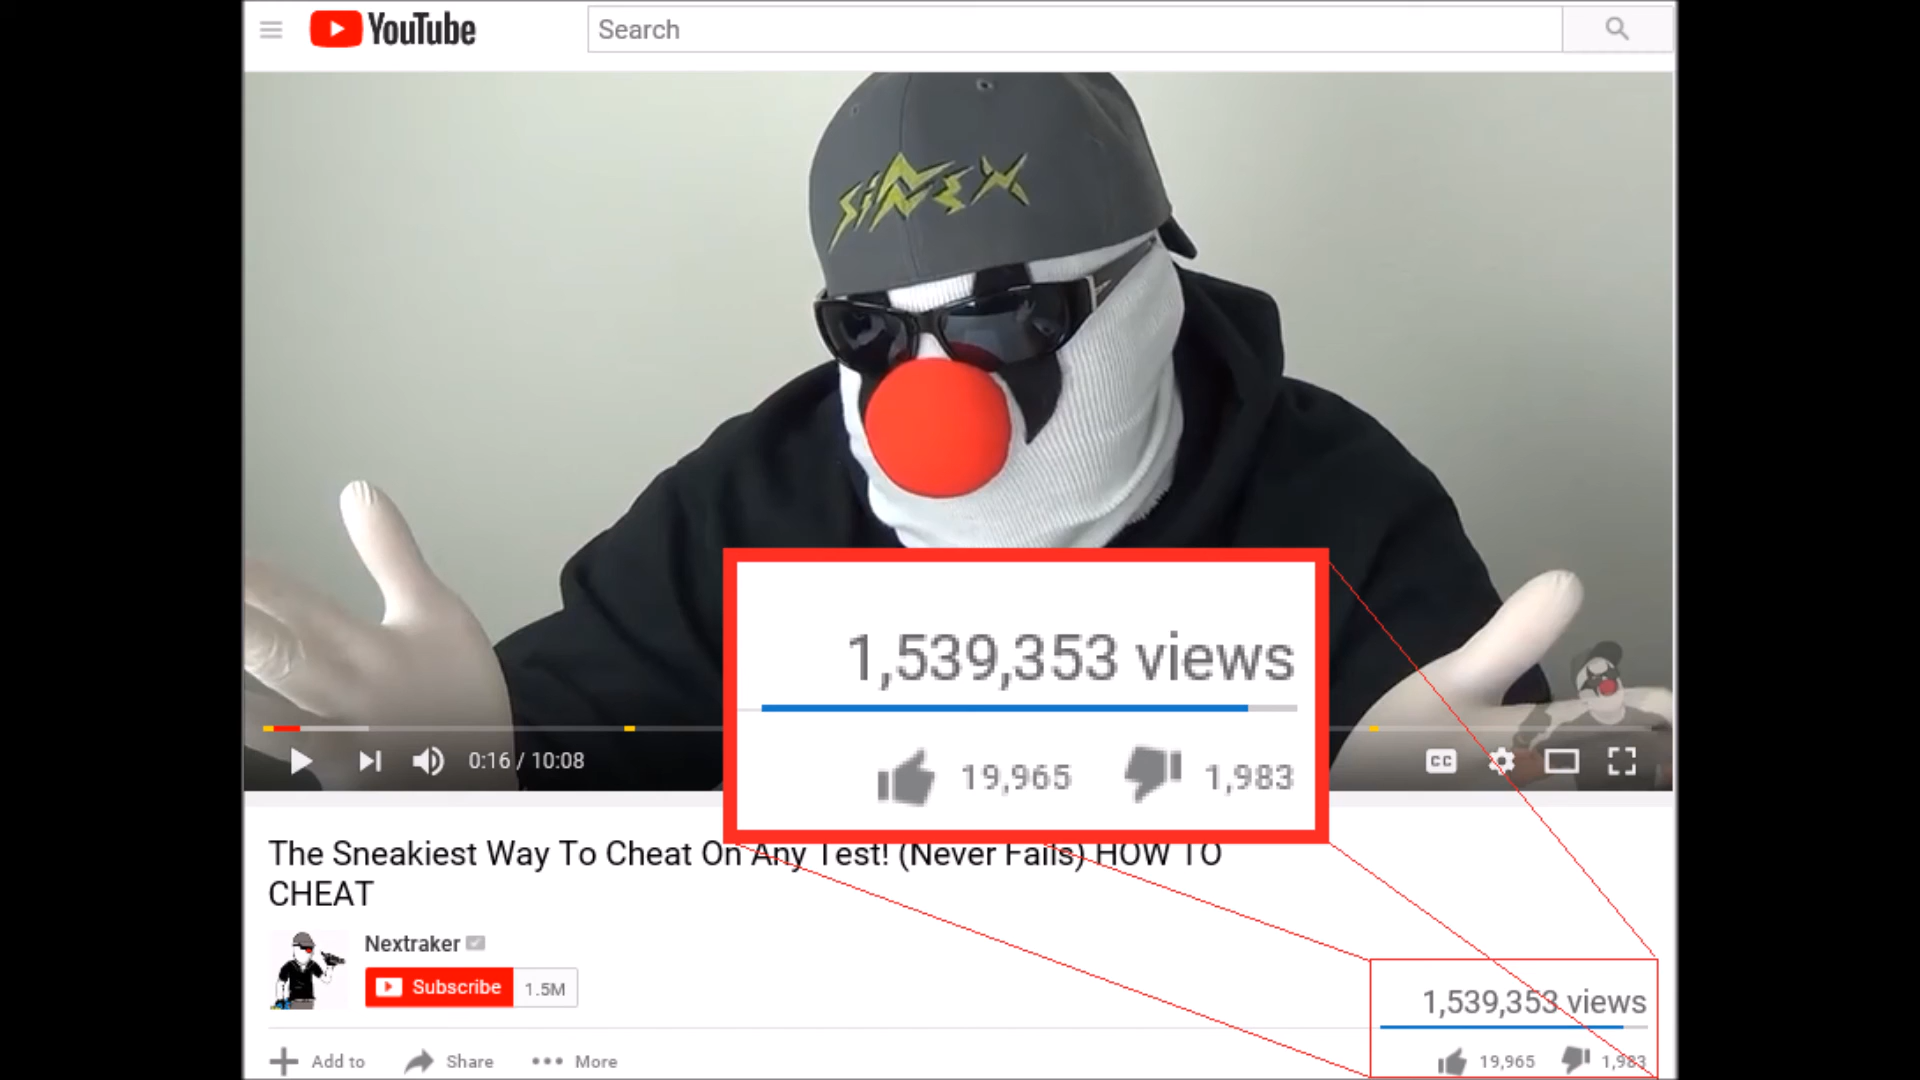 YouTube
Search
SINEX
1,539,353 views
19,965 1,983
0:16 / 10:08
CC
The Sneakiest Way To Cheat On Any Test! (Never Fails) HOW TO
CHEAT
Nextraker
Subscribe 1.5M
1,539,353 views
Add to Share More
19,965 1,983